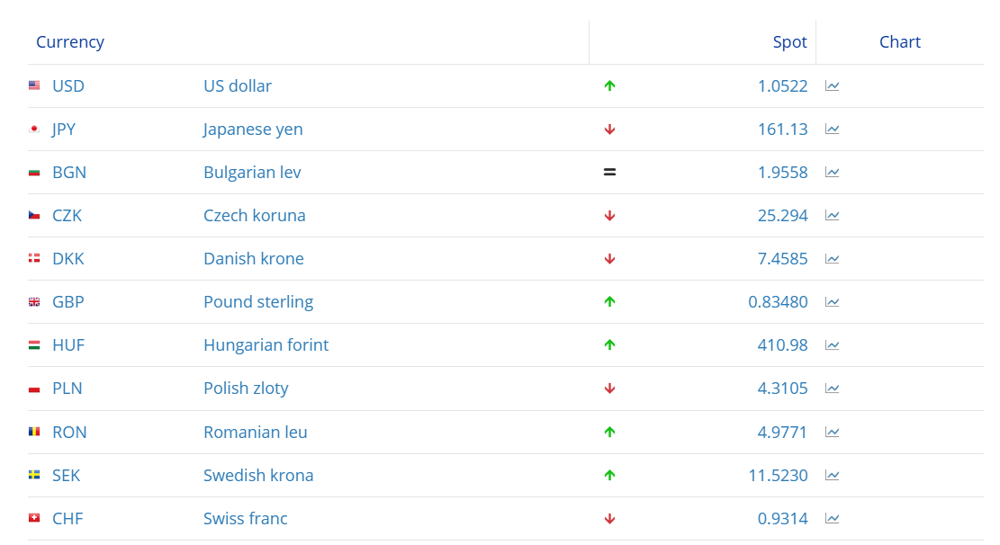 Currency Spot Chart
USD US dollar 1.0522
JPY Japanese yen 161.13
BGN Bulgarian lev = 1.9558
CZK Czech koruna 25.294
DKK Danish krone 7.4585
GBP Pound sterling 0.83480
HUF Hungarian forint 410.98
PLN Polish zloty 4.3105
RON Romanian leu 4.9771
SEK Swedish krona 11.5230
CHF Swiss franc 0.9314